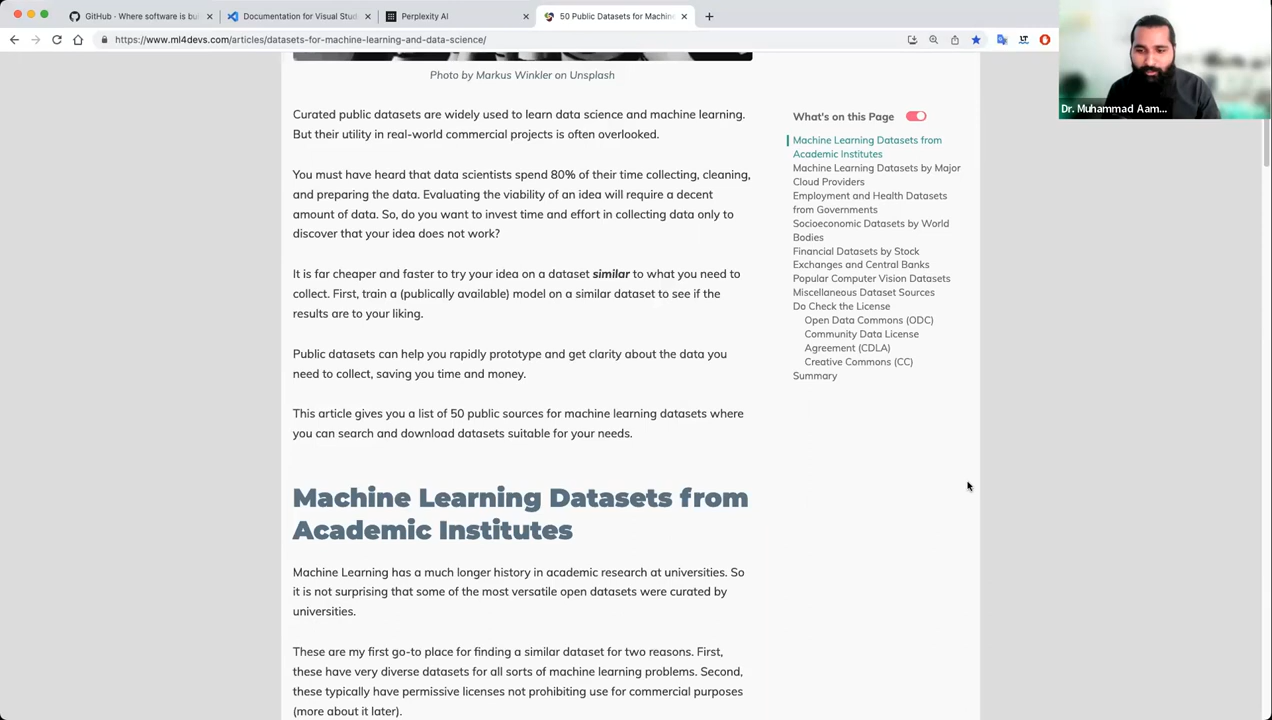 GitHub · Where software is bu
Documentation for Visual Stud
Perplexity AI
50 Public Datasets for Machin
https://www.ml4devs.com/articles/datasets-for-machine-learning-and-data-science/
Dr. Muhammad Aam...
Photo by Markus Winkler on Unsplash
Curated public datasets are widely used to learn data science and machine learning.
But their utility in real-world commercial projects is often overlooked.
You must have heard that data scientists spend 80% of their time collecting, cleaning,
and preparing the data. Evaluating the viability of an idea will require a decent
amount of data. So, do you want to invest time and effort in collecting data only to
discover that your idea does not work?
It is far cheaper and faster to try your idea on a dataset similar to what you need to
collect. First, train a (publically available) model on a similar dataset to see if the
results are to your liking.
Public datasets can help you rapidly prototype and get clarity about the data you
need to collect, saving you time and money.
This article gives you a list of 50 public sources for machine learning datasets where
you can search and download datasets suitable for your needs.
Machine Learning Datasets from
Academic Institutes
Machine Learning has a much longer history in academic research at universities. So
it is not surprising that some of the most versatile open datasets were curated by
universities.
These are my first go-to place for finding a similar dataset for two reasons. First,
these have very diverse datasets for all sorts of machine learning problems. Second,
these typically have permissive licenses not prohibiting use for commercial purposes
(more about it later).
What's on this Page
Machine Learning Datasets from
Academic Institutes
Machine Learning Datasets by Major
Cloud Providers
Employment and Health Datasets
from Governments
Socioeconomic Datasets by World
Bodies
Financial Datasets by Stock
Exchanges and Central Banks
Popular Computer Vision Datasets
Miscellaneous Dataset Sources
Do Check the License
Open Data Commons (ODC)
Community Data License
Agreement (CDLA)
Creative Commons (CC)
Summary